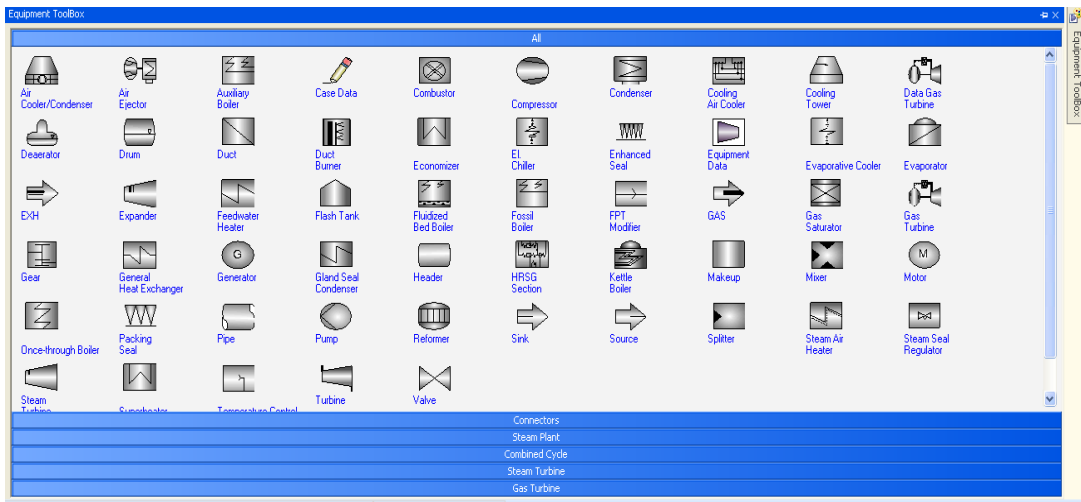 Equipment ToolBox
All
Air
Cooler/Condenser
Air
Ejector
Auxiliary
Boiler
Case Data
Combustor
Compressor
Condenser
Cooling
Air Cooler
Cooling
Tower
Data Gas
Turbine
Deaerator
Drum
Duct
Duct
Burner
Economizer
El.
Chiller
Enhanced
Seal
Equipment
Data
Evaporative Cooler
Evaporator
EXH
Expander
Feedwater
Heater
Flash Tank
Fluidized
Bed Boiler
Fossil
Boiler
FPT
Modifier
GAS
Gas
Saturator
Gas
Turbine
Gear
General
Heat Exchanger
G
Generator
Gland Seal
Condenser
Header
HRSG
Section
Kettle
Boiler
Makeup
Mixer
M
Motor
Once-through Boiler
Packing
Seal
Pipe
Pump
Reformer
Sink
Source
Splitter
Steam Air
Heater
Steam Seal
Regulator
Steam
Turbine
Superheater
Temperature Control
Turbine
Valve
Connectors
Steam Plant
Combined Cycle
Steam Turbine
Gas Turbine
Equipment ToolBox